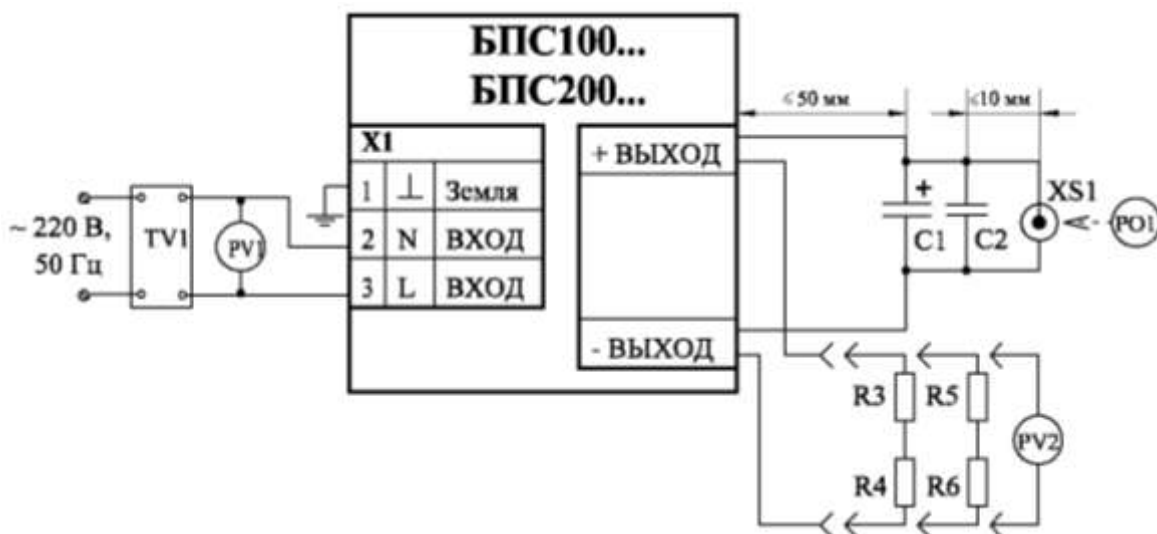 БПС100...
БПС200...
≤ 50 мм
≤10 мм
X1
1 ⊥ Земля
2 N ВХОД
3 L ВХОД
+ ВЫХОД
- ВЫХОД
~ 220 В,
50 Гц
TV1
PV1
+
C1
C2
XS1
PO1
R3
R5
R4
R6
PV2